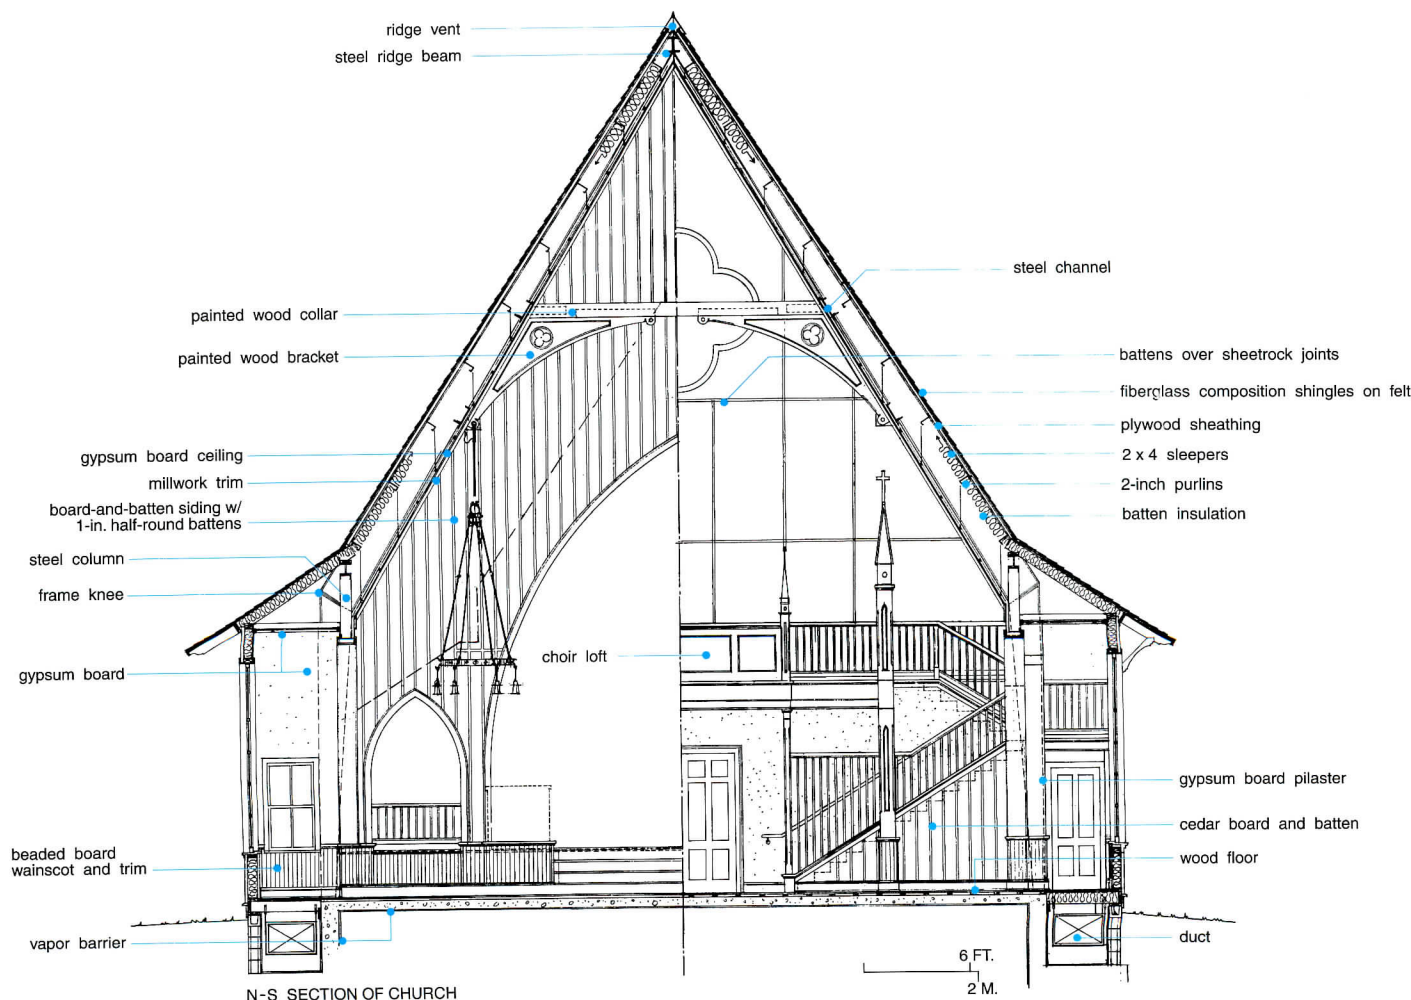 ridge vent
steel ridge beam
steel channel
painted wood collar
painted wood bracket
battens over sheetrock joints
fiberglass composition shingles on felt
plywood sheathing
gypsum board ceiling
2 x 4 sleepers
millwork trim
2-inch purlins
board-and-batten siding w/
1-in. half-round battens
batten insulation
steel column
frame knee
choir loft
gypsum board
gypsum board pilaster
cedar board and batten
beaded board
wainscot and trim
wood floor
vapor barrier
duct
6 FT.
2 M.
N-S SECTION OF CHURCH